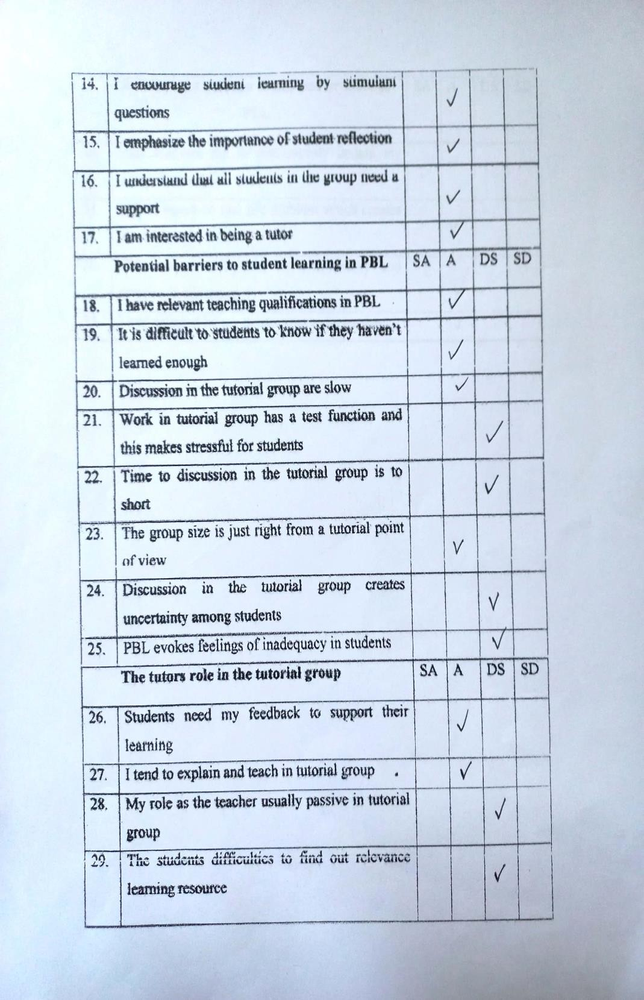 14. I encourage student learning by stimulant ✓
questions
15. I emphasize the importance of student reflection ✓
16. I understand that all students in the group need a ✓
support
17. I am interested in being a tutor ✓
Potential barriers to student learning in PBL SA A DS SD
18. I have relevant teaching qualifications in PBL ✓
19. It is difficult to students to know if they haven't ✓
learned enough
20. Discussion in the tutorial group are slow ✓
21. Work in tutorial group has a test function and ✓
this makes stressful for students
22. Time to discussion in the tutorial group is to ✓
short
23. The group size is just right from a tutorial point ✓
of view
24. Discussion in the tutorial group creates ✓
uncertainty among students
25. PBL evokes feelings of inadequacy in students ✓
The tutors role in the tutorial group SA A DS SD
26. Students need my feedback to support their ✓
learning
27. I tend to explain and teach in tutorial group . ✓
28. My role as the teacher usually passive in tutorial ✓
group
29. The students difficulties to find out relevance ✓
learning resource